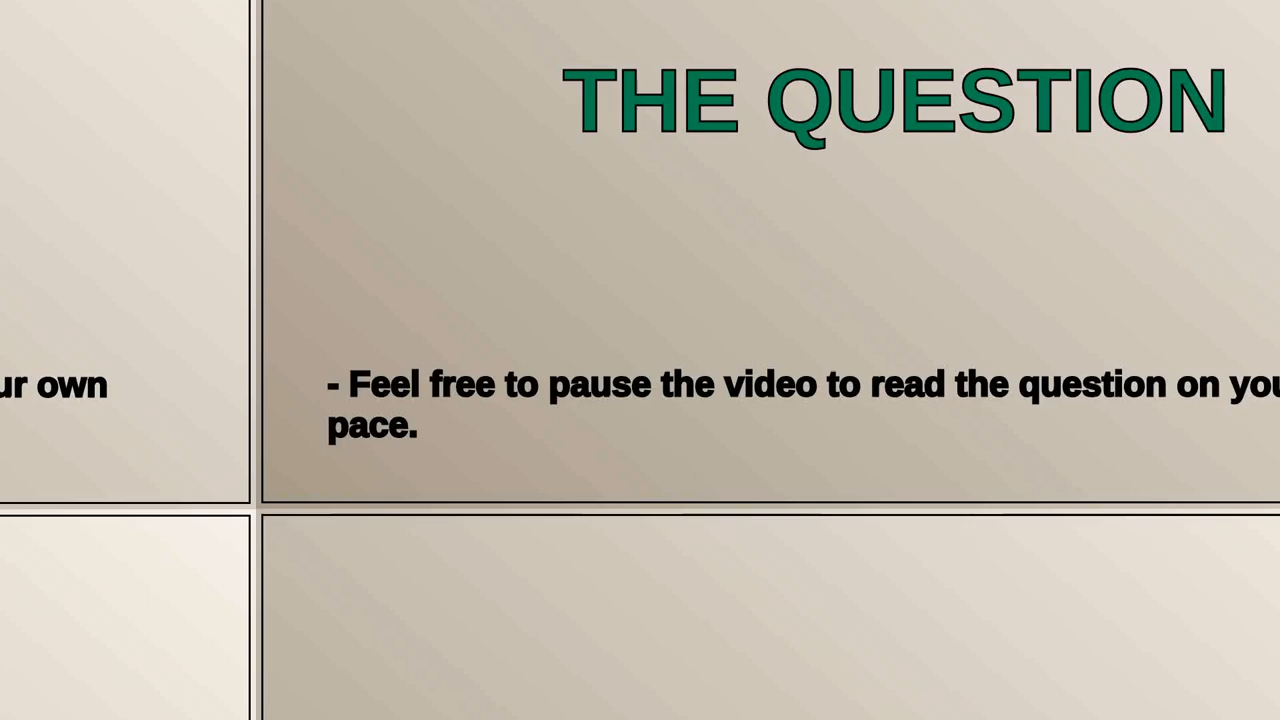 THE QUESTION
ur own
- Feel free to pause the video to read the question on you
pace.